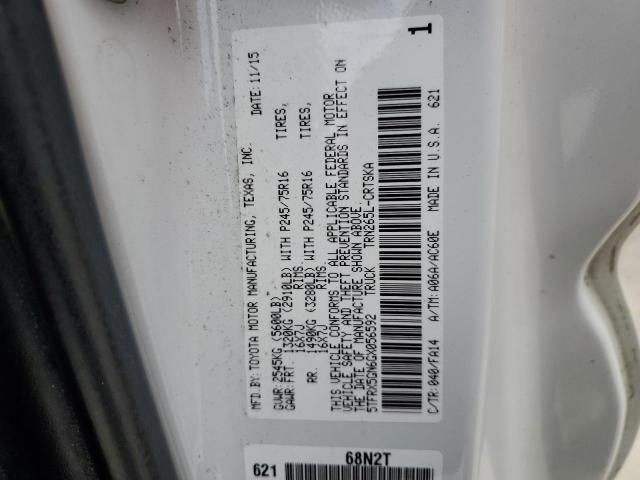 MFD.BY: TOYOTA MOTOR MANUFACTURING, TEXAS, INC. DATE: 11/15
GVWR: 2545KG (5600LB)
GAWR: FRT. 1320KG (2910LB) WITH P245/75R16 TIRES,
16X7J RIMS.
RR. 1490KG (3280LB) WITH P245/75R16 TIRES,
16X7J RIMS.
THIS VEHICLE CONFORMS TO ALL APPLICABLE FEDERAL MOTOR
VEHICLE SAFETY AND THEFT PREVENTION STANDARDS IN EFFECT ON
THE DATE OF MANUFACTURE SHOWN ABOVE.
5TFRX5GN6GX056592 TRUCK TRN265L-CRTSKA
C/TR: 040/FA14 A/TM: A06A/AC60E MADE IN U.S.A. 621
1
621 68N2T